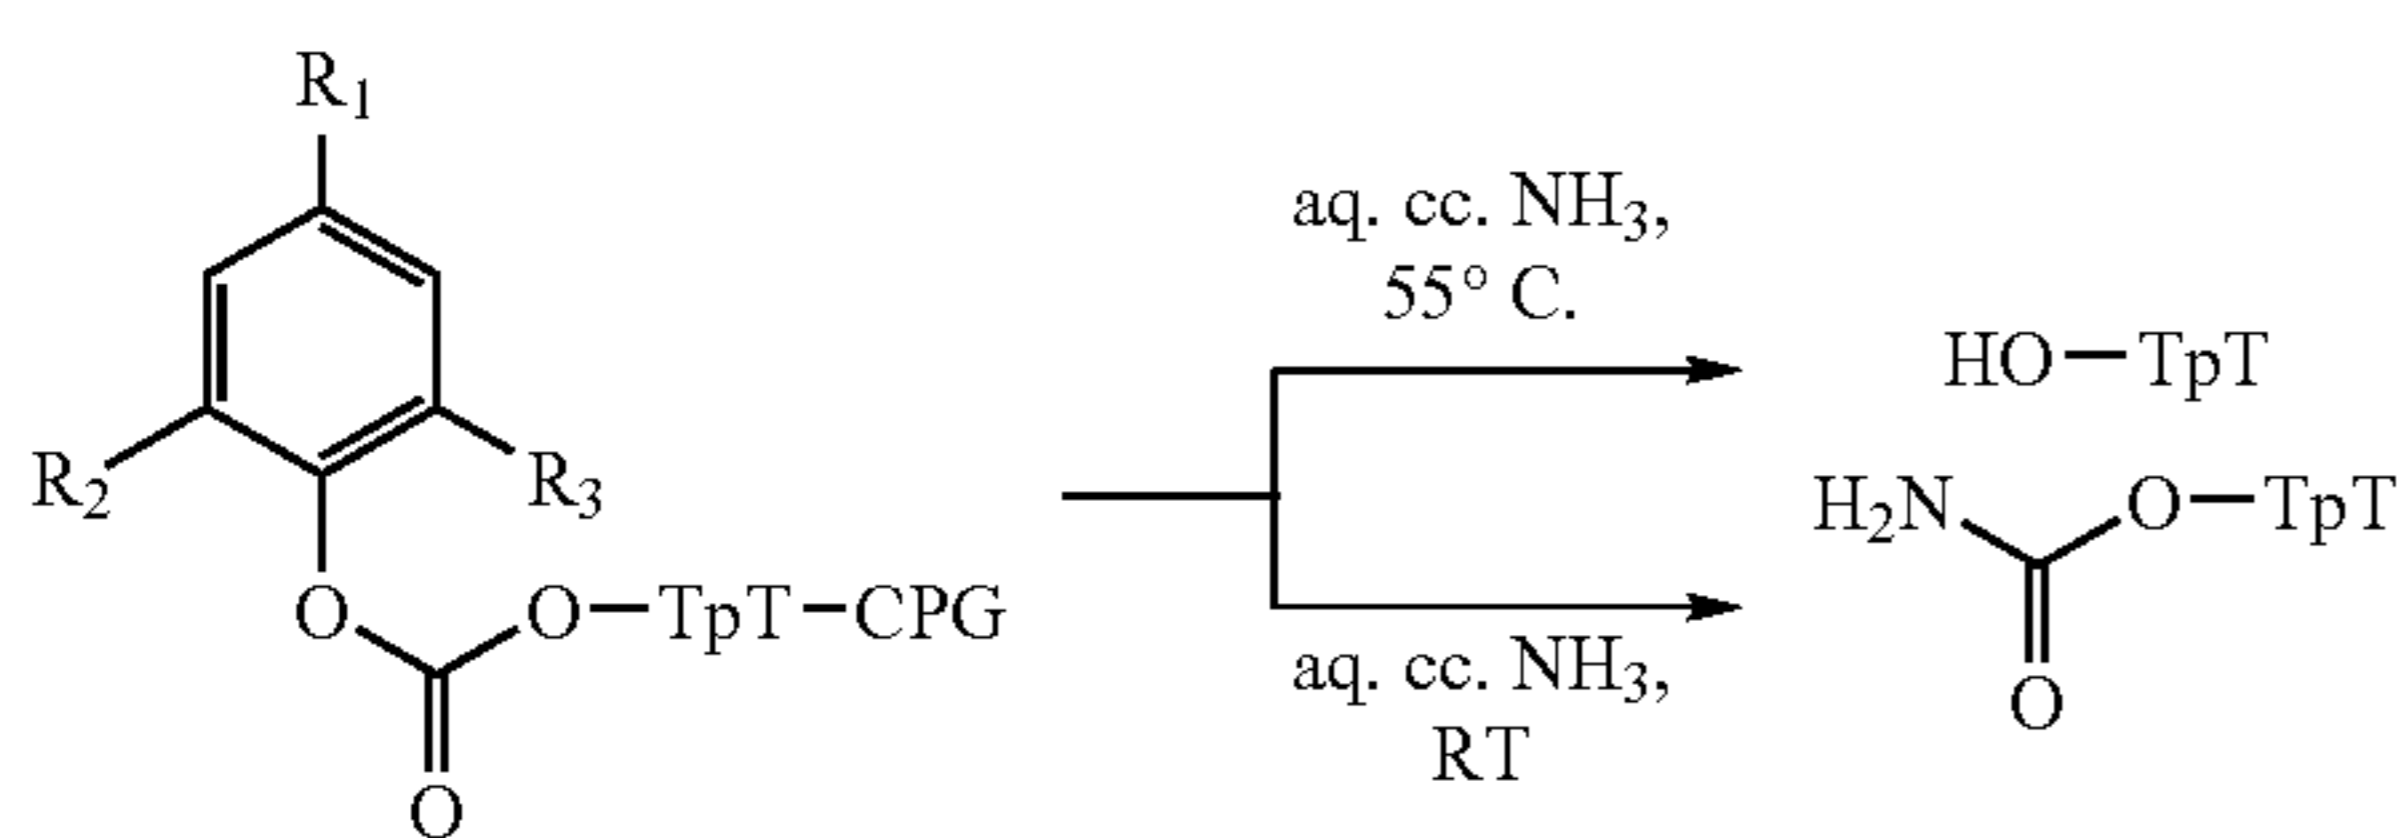 R1
aq. cc. NH3,
55° C.
HO—TpT
R2
R3
H2N
O—TpT
O
O—TpT—CPG
aq. cc. NH3,
RT
O
O